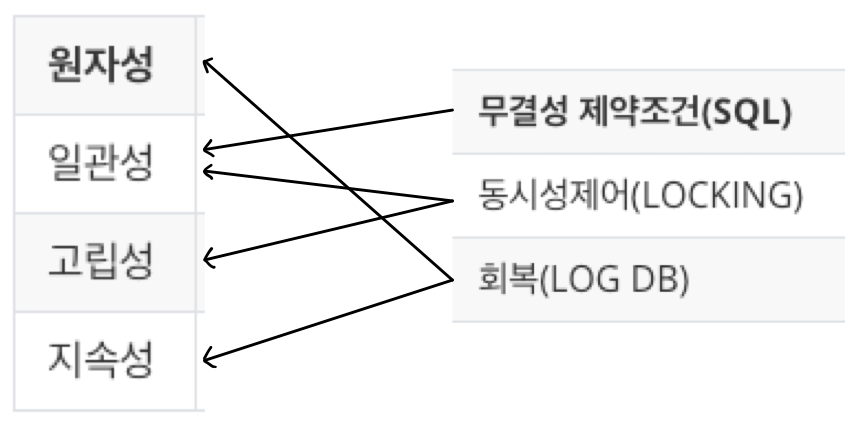 원자성
일관성
고립성
지속성
무결성 제약조건(SQL)
동시성제어(LOCKING)
회복(LOG DB)